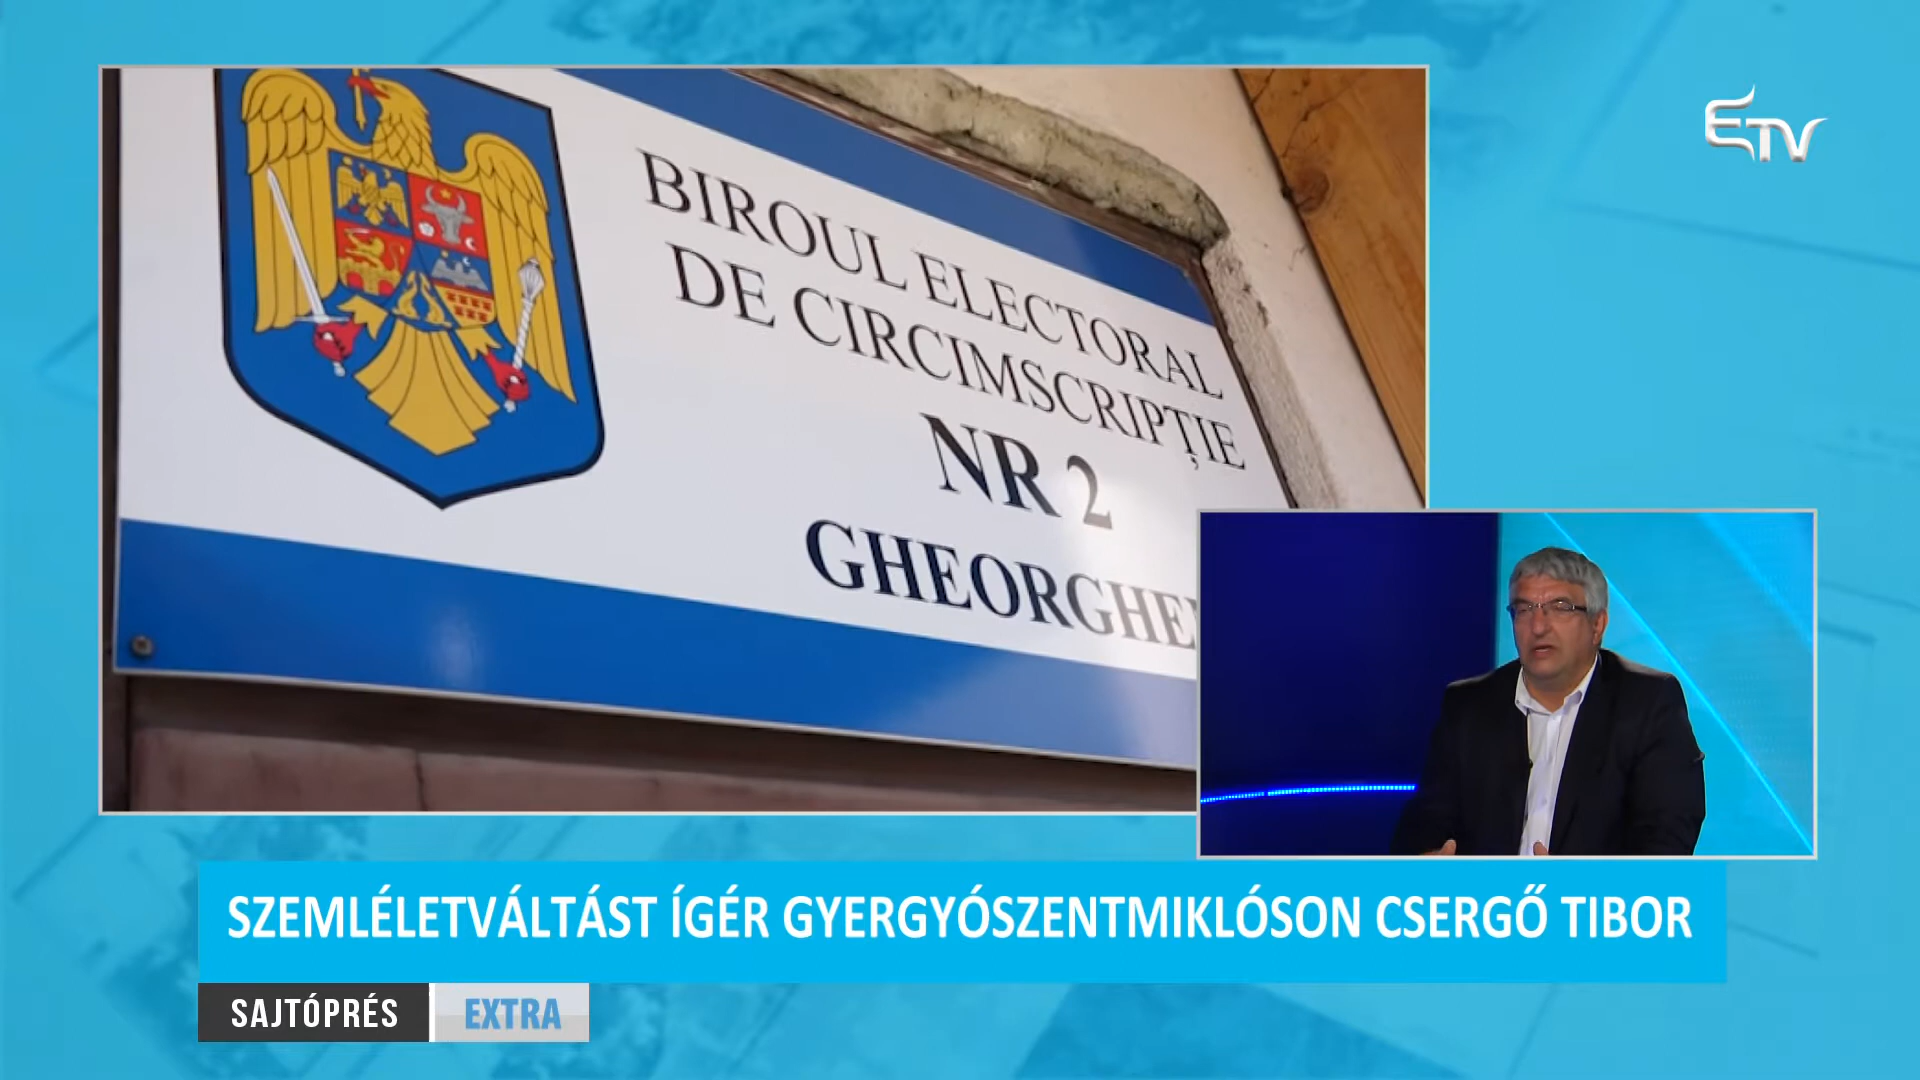 ETV
BIROUL ELECTORAL
DE CIRCIMSCRIPȚIE
NR 2
GHEORGHE
SZEMLÉLETVÁLTÁST ÍGÉR GYERGYÓSZENTMIKLÓSON CSERGŐ TIBOR
SAJTÓPRÉS EXTRA